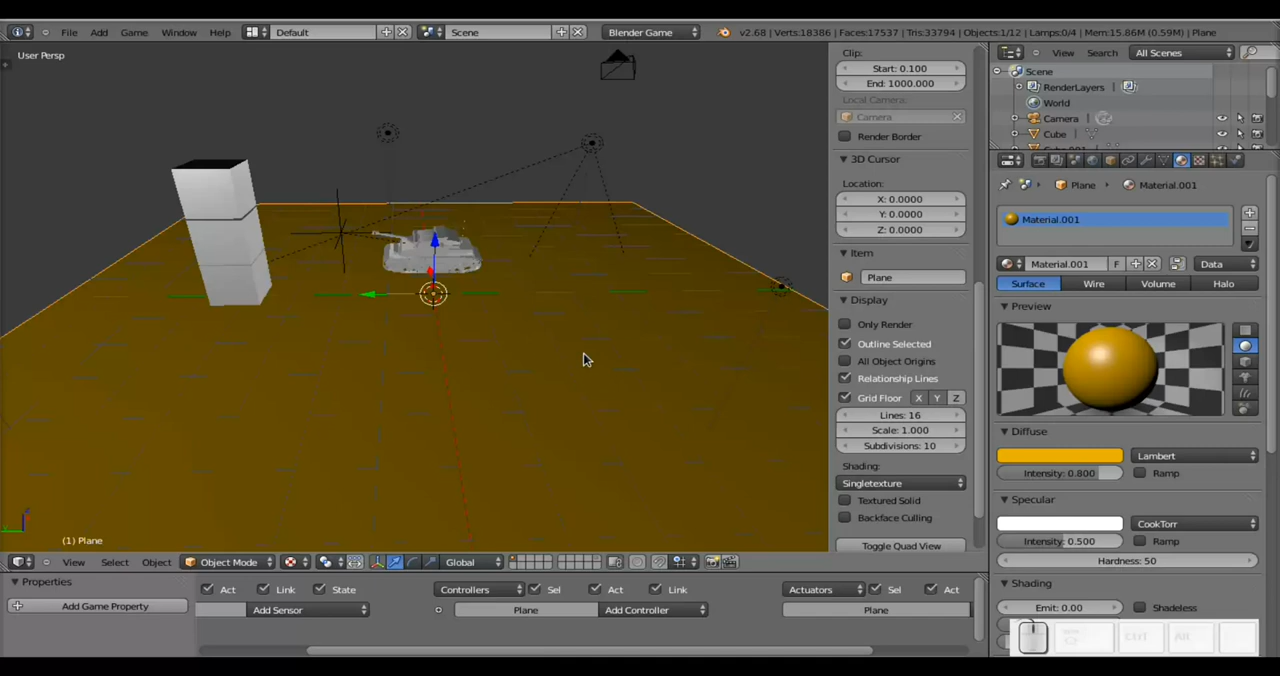 File Add Game Window Help Default Scene Blender Game v2.68 | Verts:18386 | Faces:17537 | Tris:33794 | Objects:1/12 | Lamps:0/4 | Mem:15.86M (0.59M) | Plane
User Persp
(1) Plane
View Select Object Object Mode Global
Clip:
Start: 0.100
End: 1000.000
Local Camera:
Camera
Render Border
3D Cursor
Location:
X: 0.0000
Y: 0.0000
Z: 0.0000
Item
Plane
Display
Only Render
Outline Selected
All Object Origins
Relationship Lines
Grid Floor X Y Z
Lines: 16
Scale: 1.000
Subdivisions: 10
Shading:
Singletexture
Textured Solid
Backface Culling
Toggle Quad View
View Search All Scenes
Scene
RenderLayers
World
Camera
Cube
Plane Material.001
Material.001
Material.001 F Data
Surface Wire Volume Halo
Preview
Diffuse
Lambert
Intensity: 0.800 Ramp
Specular
CookTorr
Intensity: 0.500 Ramp
Hardness: 50
Shading
Emit: 0.00 Shadeless
Ctrl Alt
Properties
Add Game Property
Act Link State
Add Sensor
Controllers Sel Act Link
Plane Add Controller
Actuators Sel Act
Plane